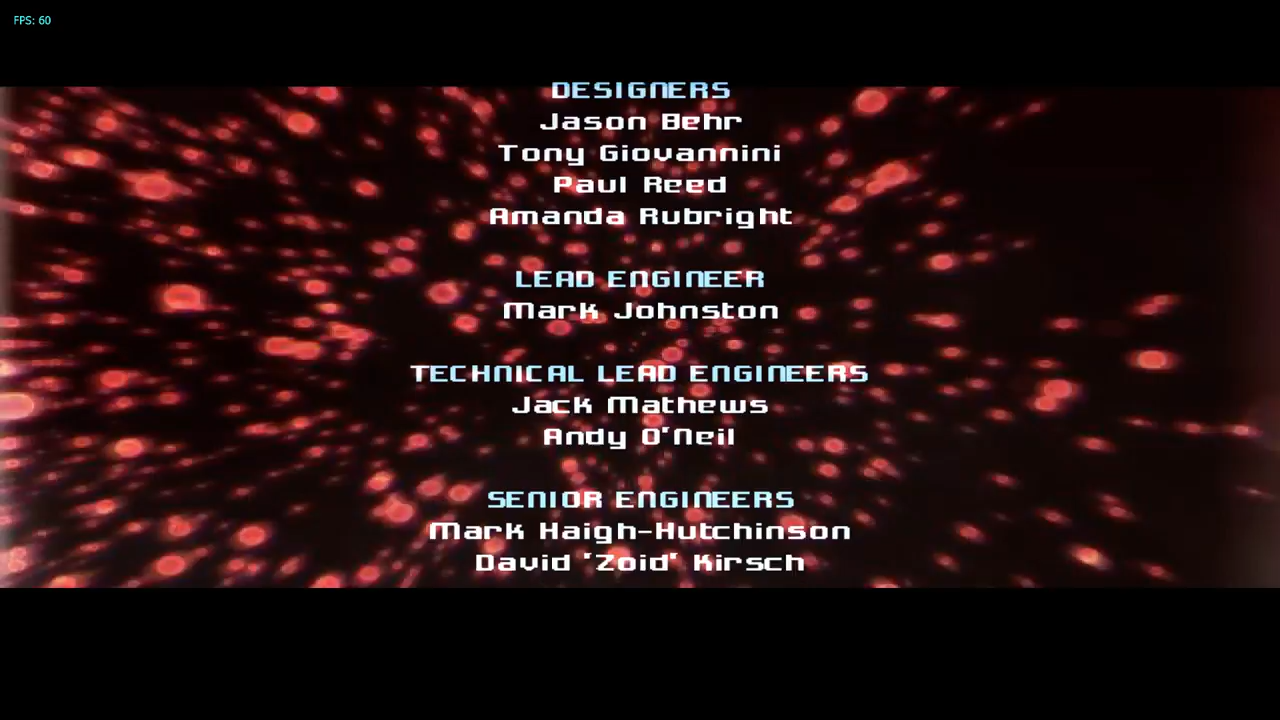 FPS: 60
DESIGNERS
Jason Behr
Tony Giovannini
Paul Reed
Amanda Rubright
LEAD ENGINEER
Mark Johnston
TECHNICAL LEAD ENGINEERS
Jack Mathews
Andy O'Neil
SENIOR ENGINEERS
Mark Haigh-Hutchinson
David 'Zoid' Kirsch